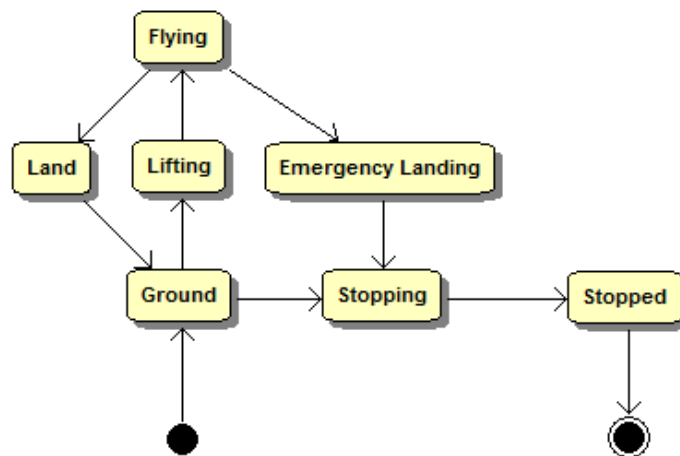 Flying
Land
Lifting
Emergency Landing
Ground
Stopping
Stopped